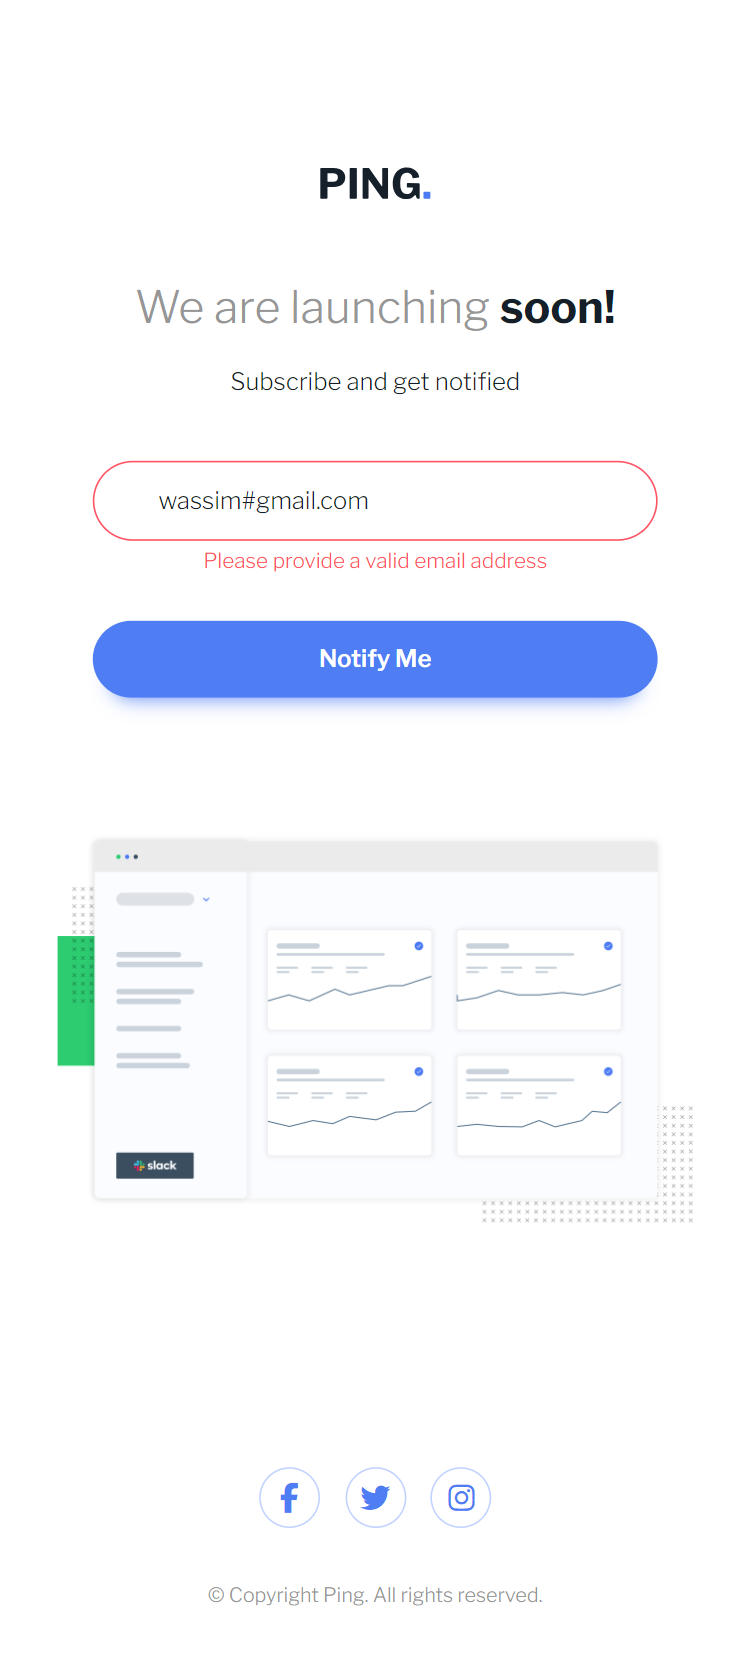 PING.
We are launching soon!
Subscribe and get notified
wassim#gmail.com
Please provide a valid email address
Notify Me
slack
© Copyright Ping. All rights reserved.